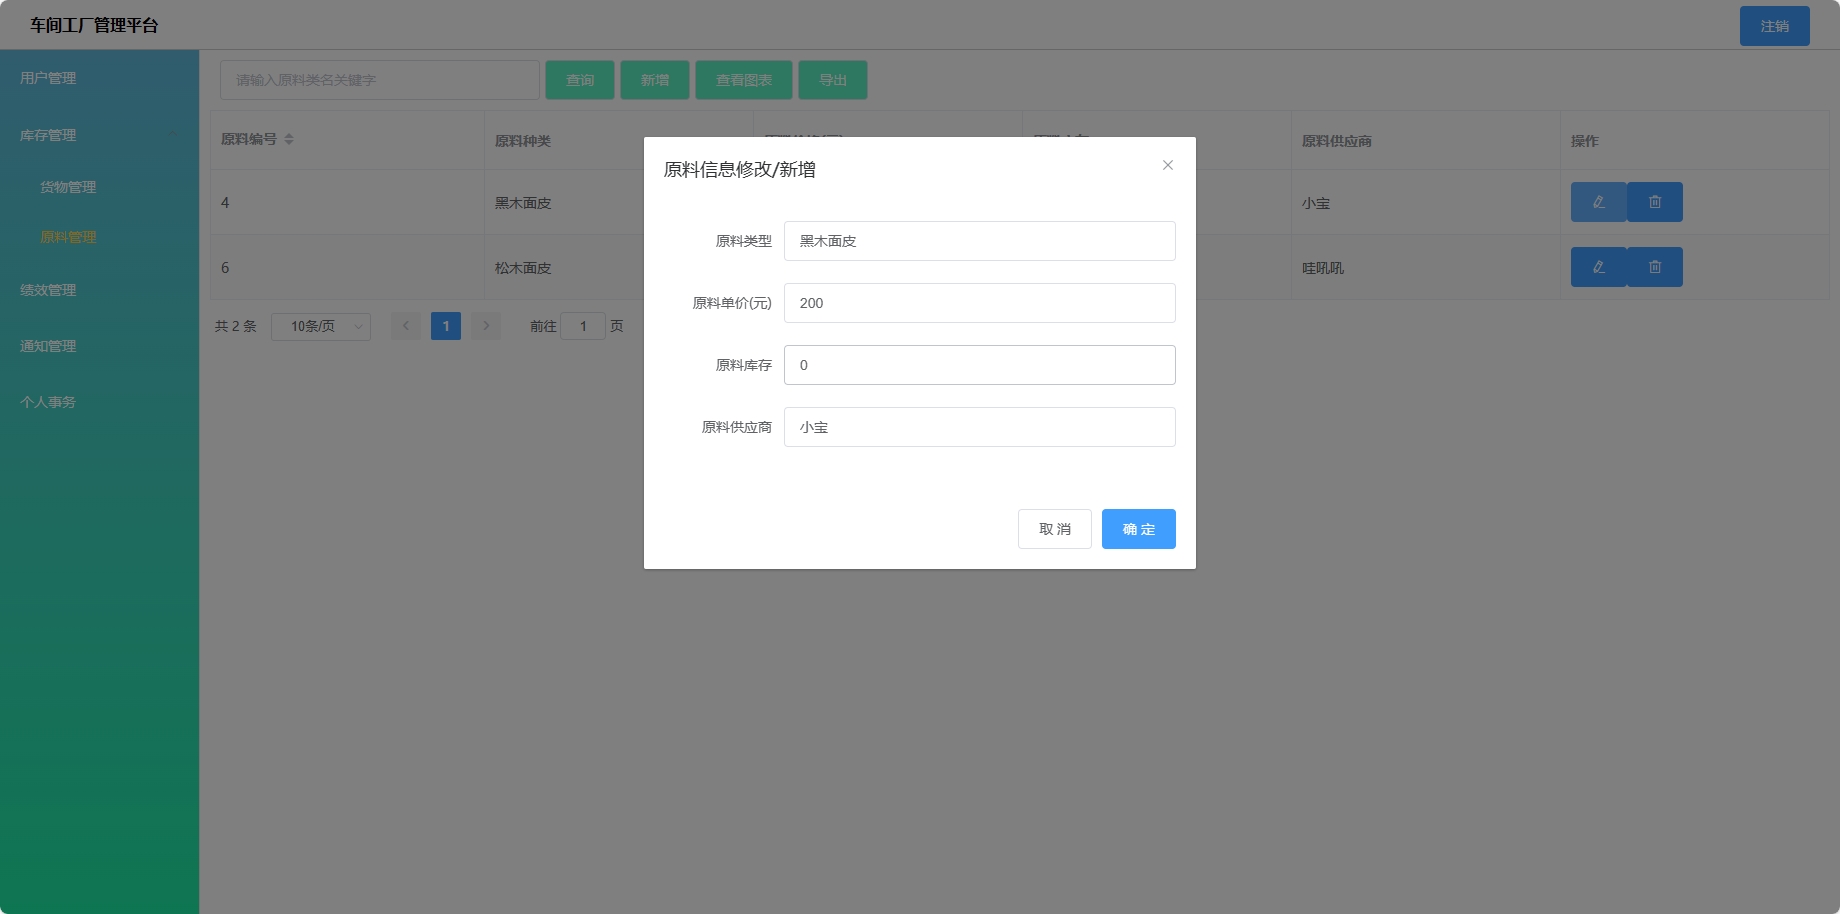 车间工厂管理平台
注销
用户管理
库存管理
货物管理
原料管理
绩效管理
通知管理
个人事务
请输入原料类名关键字
查询
新增
查看图表
导出
原料编号
原料种类
原料供应商
操作
4
黑木面皮
小宝
6
松木面皮
哇吼吼
共 2 条
10条/页
1
前往 1 页
原料信息修改/新增
原料类型 黑木面皮
原料单价(元) 200
原料库存 0
原料供应商 小宝
取 消
确 定